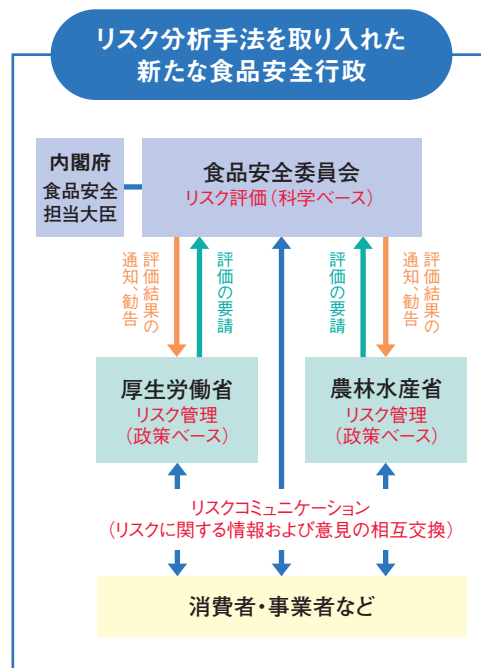 リスク分析手法を取り入れた
新たな食品安全行政
内閣府
食品安全
担当大臣
食品安全委員会
リスク評価(科学ベース)
評価結果の
通知、勧告
評価の要請
評価の要請
評価結果の
通知、勧告
厚生労働省
リスク管理
(政策ベース)
農林水産省
リスク管理
(政策ベース)
リスクコミュニケーション
(リスクに関する情報および意見の相互交換)
消費者・事業者など